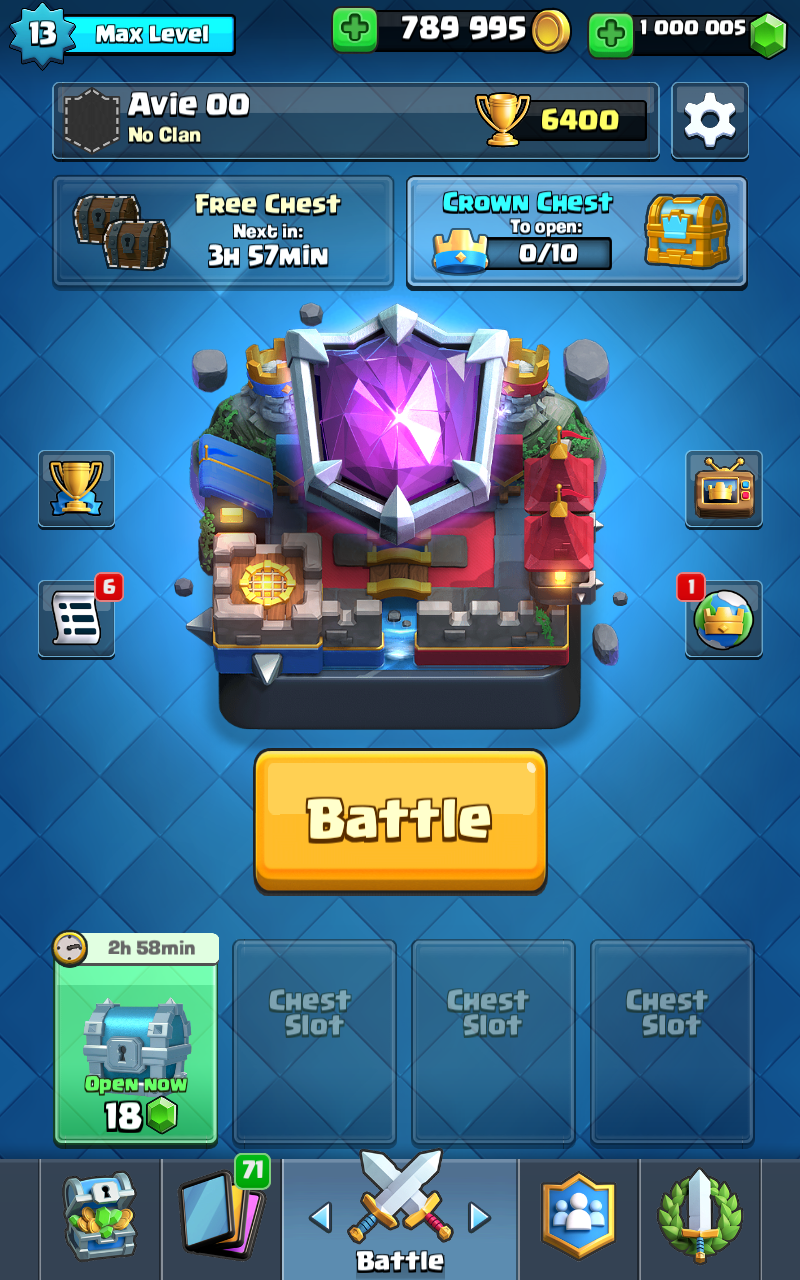 13 Max Level
789 995
1 000 005
Avie 00
No Clan
6400
Free Chest
Next in:
3h 57min
Crown Chest
To open:
0/10
6
1
Battle
2h 58min
Open now
18
Chest
Slot
Chest
Slot
Chest
Slot
71
Battle